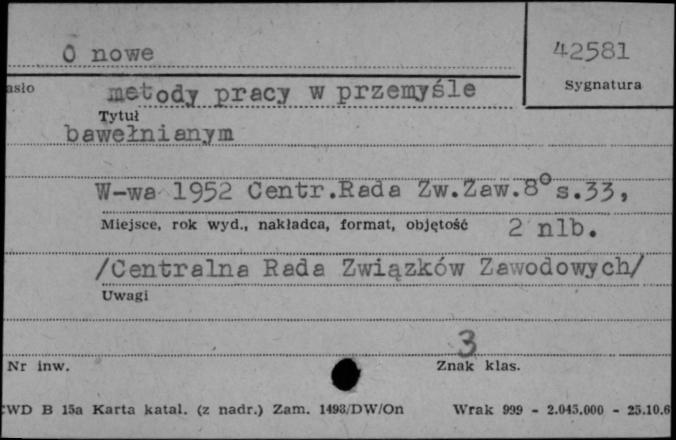 O nowe
42581
asło
metody pracy w przemyśle
Sygnatura
Tytuł
bawełnianym
W-wa 1952 Centr.Rada Zw.Zaw.8° s.33,
Miejsce, rok wyd., nakładca, format, objętość
2 nlb.
/Centralna Rada Związków Zawodowych/
Uwagi
3
Nr inw.
Znak klas.
WD B 15a Karta katal. (z nadr.) Zam. 1498/DW/On Wrak 999 - 2.045.000 - 25.10.6